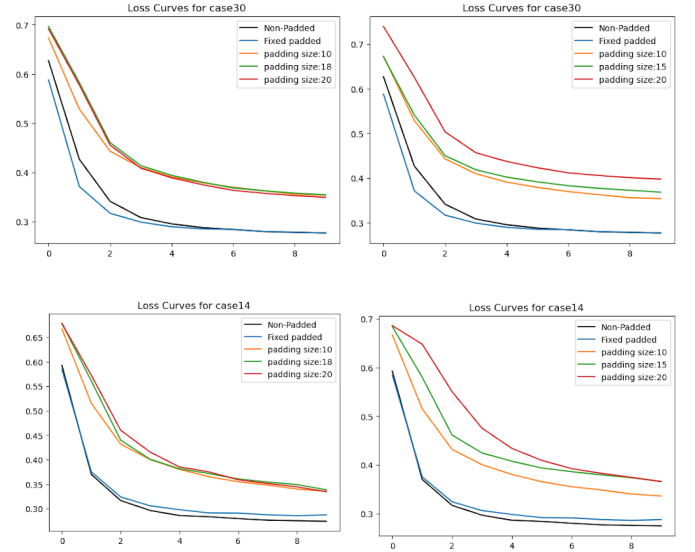 Loss Curves for case30
Non-Padded
Fixed padded
padding size:10
padding size:18
padding size:20
0.7
0.6
0.5
0.4
0.3
0 2 4 6 8
Loss Curves for case30
Non-Padded
Fixed padded
padding size:10
padding size:15
padding size:20
0.7
0.6
0.5
0.4
0.3
0 2 4 6 8
Loss Curves for case14
Non-Padded
Fixed padded
padding size:10
padding size:18
padding size:20
0.65
0.60
0.55
0.50
0.45
0.40
0.35
0.30
0 2 4 6 8
Loss Curves for case14
Non-Padded
Fixed padded
padding size:10
padding size:15
padding size:20
0.7
0.6
0.5
0.4
0.3
0 2 4 6 8